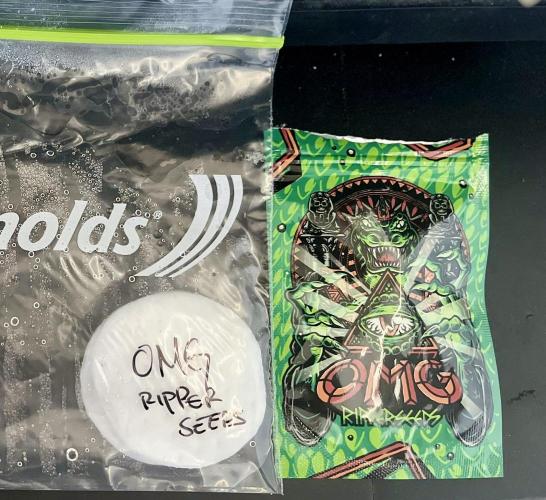 nolds®
OMG
RIPPER
SEEDS
OMG
RIPPERSEEDS